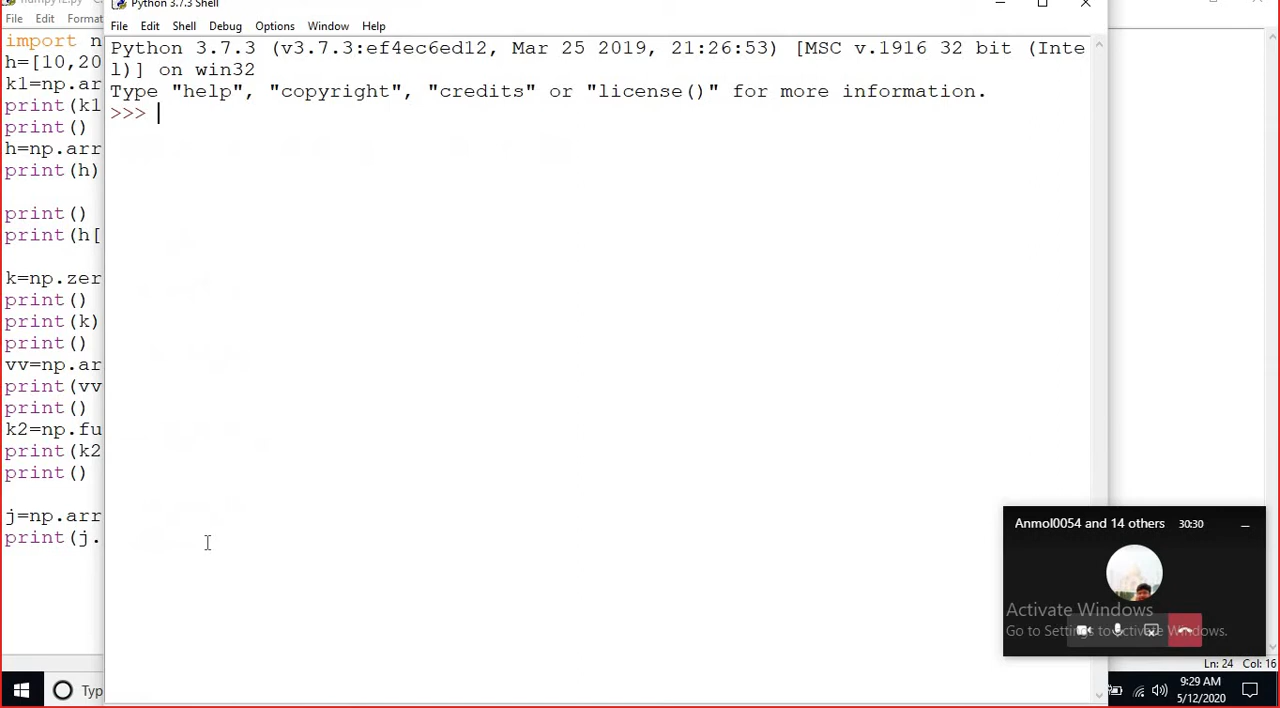 Python 3.7.3 Shell
File Edit Format
File Edit Shell Debug Options Window Help
Python 3.7.3 (v3.7.3:ef4ec6ed12, Mar 25 2019, 21:26:53) [MSC v.1916 32 bit (Inte
l)] on win32
Type "help", "copyright", "credits" or "license()" for more information.
>>>
import n
h=[10,20
k1=np.ar
print(k1
print()
h=np.arr
print(h)
print()
print(h[
k=np.zer
print()
print(k)
print()
vv=np.ar
print(vv
print()
k2=np.fu
print(k2
print()
j=np.arr
print(j.
Anmol0054 and 14 others 30:30
Activate Windows
Go to Settings to activate Windows.
Ln: 24 Col: 16
Typ
9:29 AM
5/12/2020